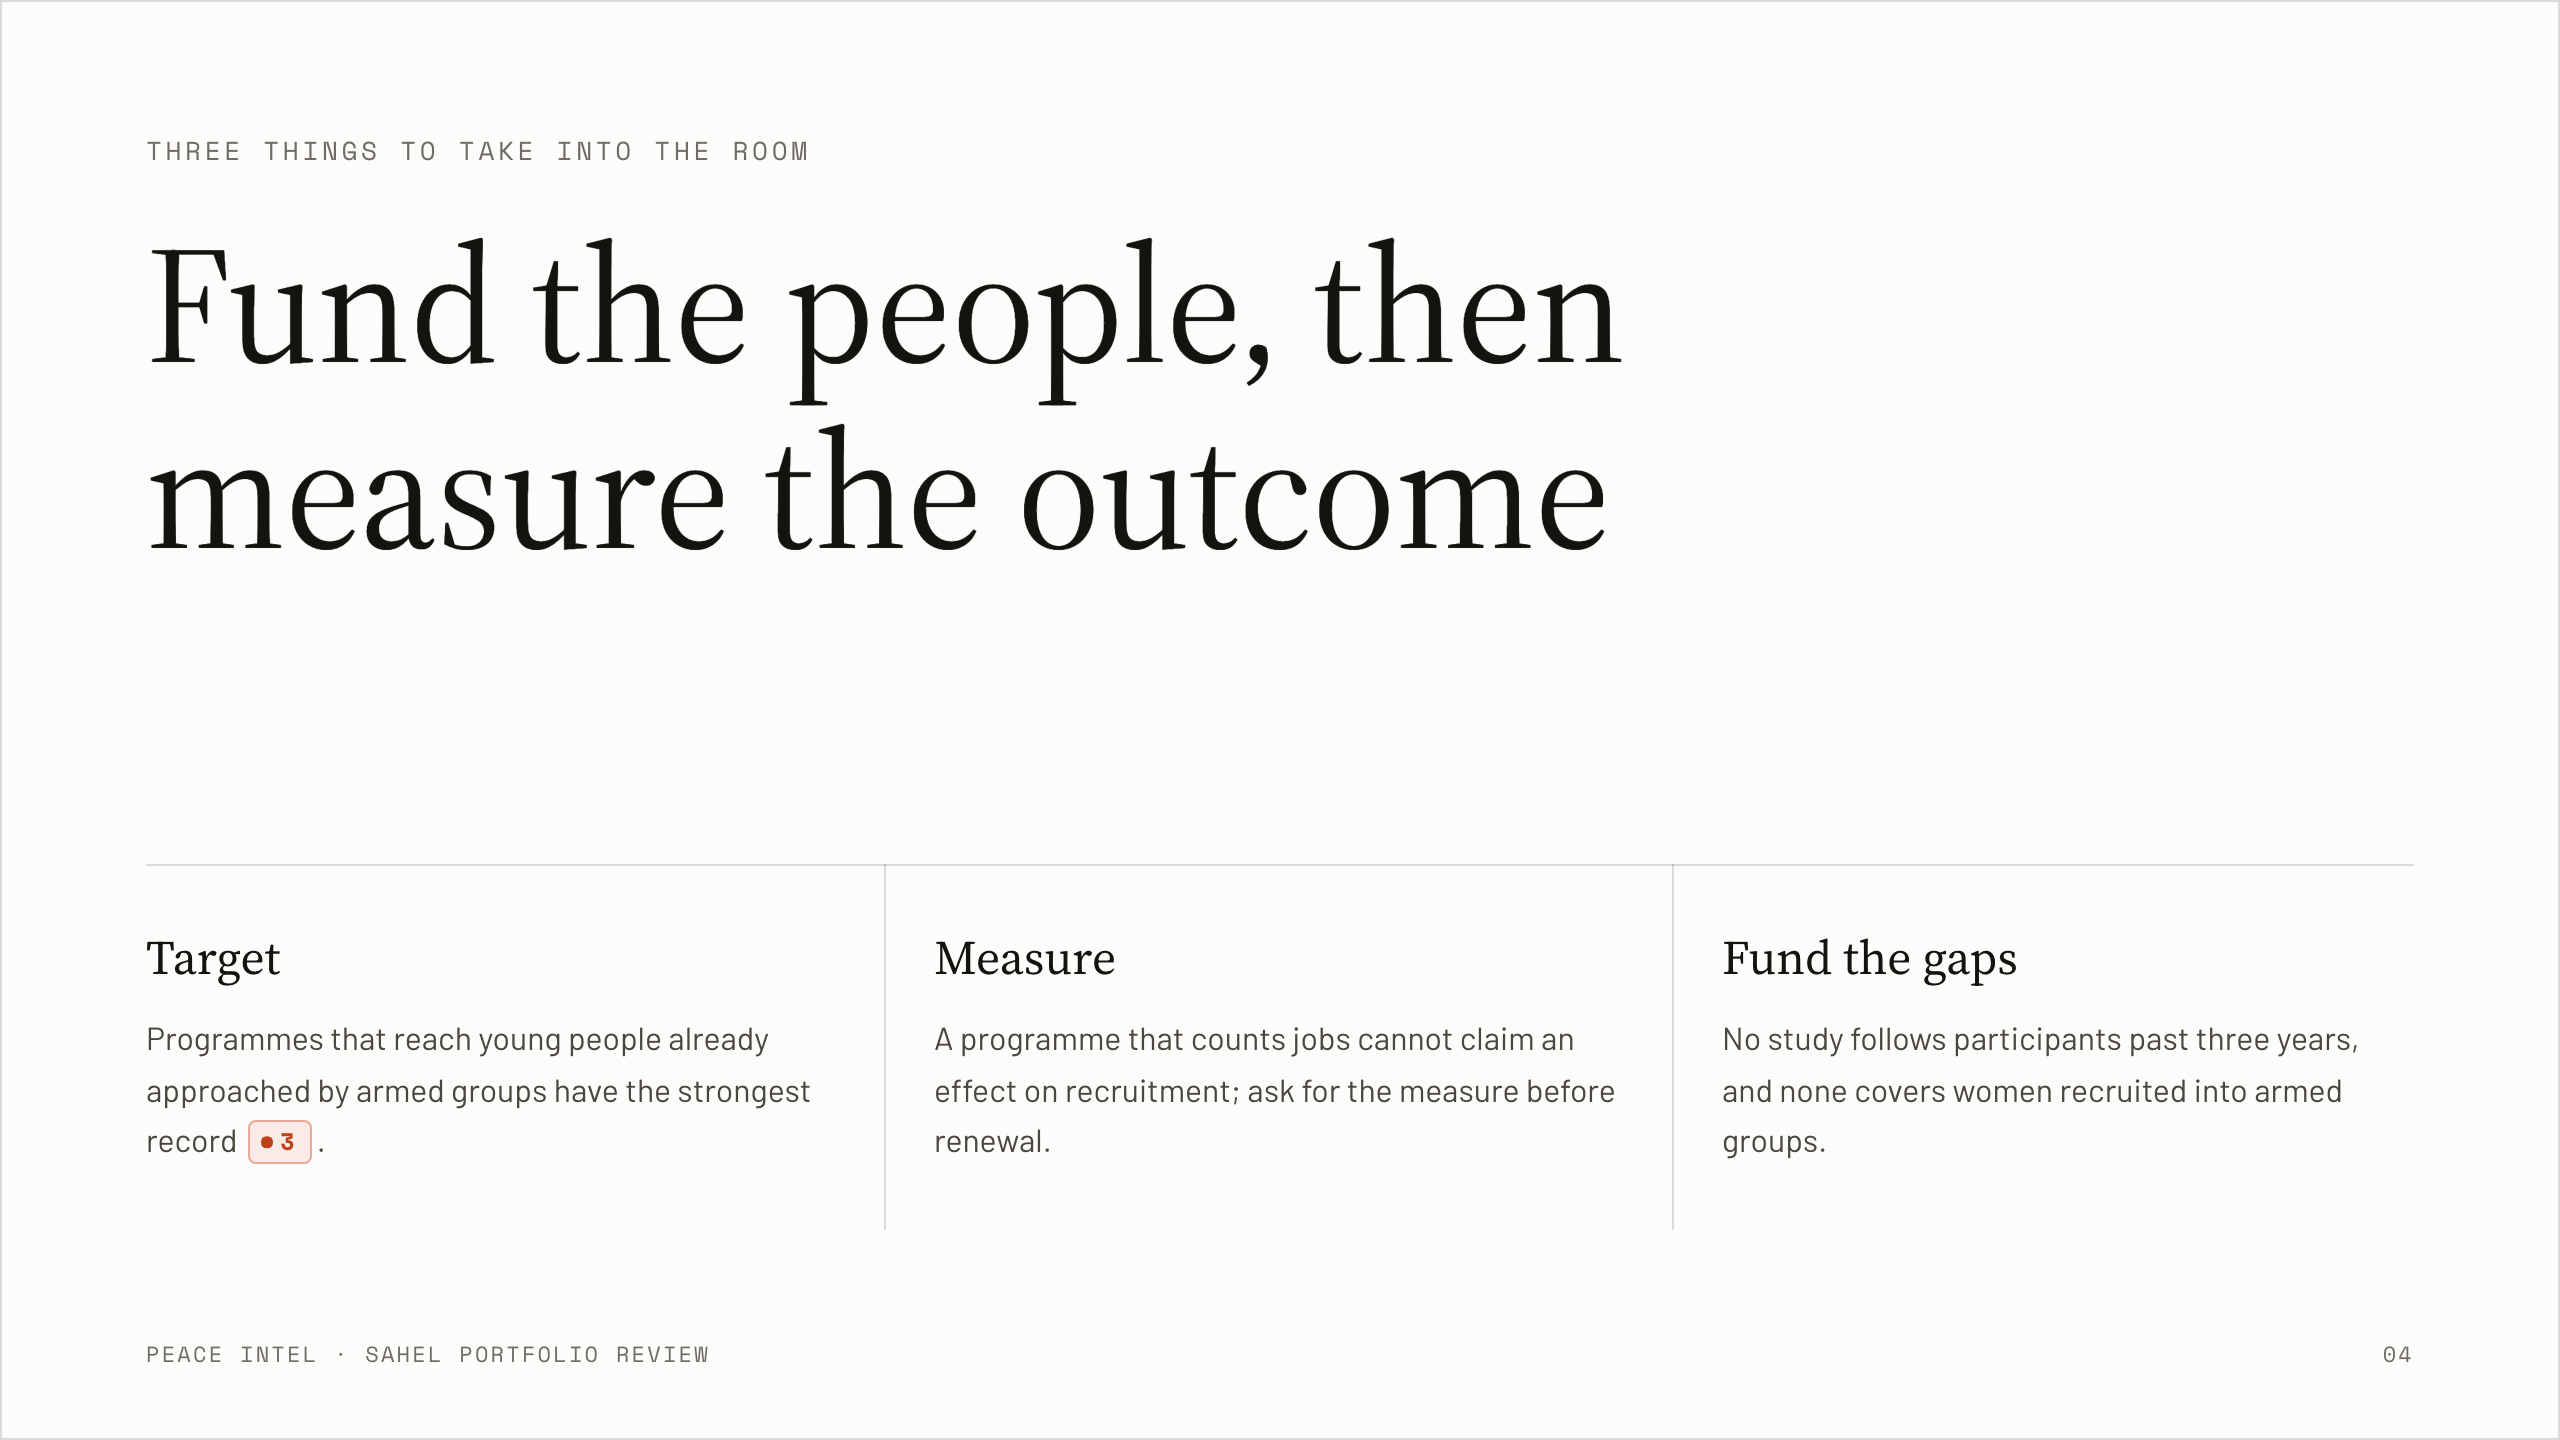 THREE THINGS TO TAKE INTO THE ROOM
Fund the people, then
measure the outcome
Target
Programmes that reach young people already
approached by armed groups have the strongest
record 3 .
Measure
A programme that counts jobs cannot claim an
effect on recruitment; ask for the measure before
renewal.
Fund the gaps
No study follows participants past three years,
and none covers women recruited into armed
groups.
PEACE INTEL · SAHEL PORTFOLIO REVIEW
04